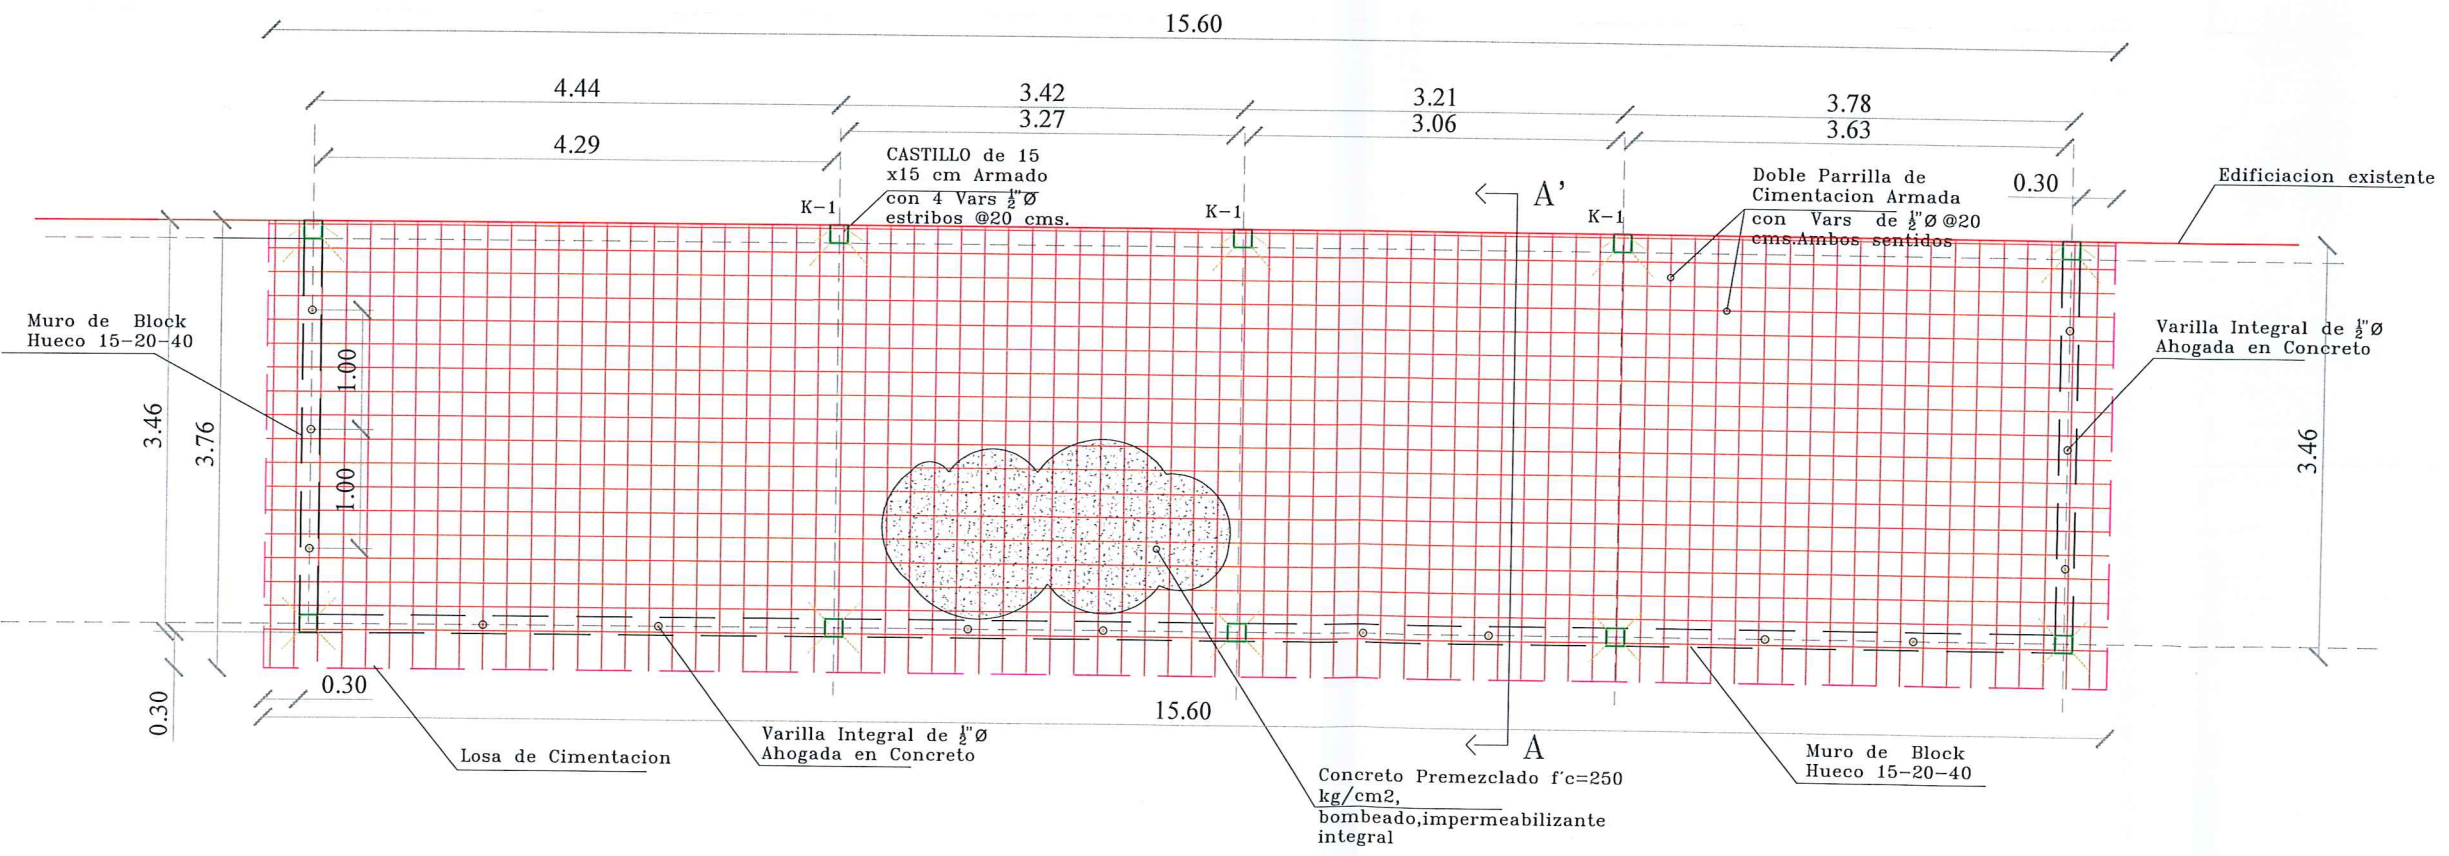 15.60
4.44
3.42
3.21
3.78
3.27
3.06
3.63
4.29
CASTILLO de 15
x15 cm Armado
con 4 Vars ½"Ø
estribos @20 cms.
K-1
K-1
K-1
A'
Doble Parrilla de
Cimentacion Armada
con Vars de ½"Ø @20
cms.Ambos sentidos
0.30
Edificiacion existente
Muro de Block
Hueco 15-20-40
1.00
1.00
3.46
3.76
Varilla Integral de ½"Ø
Ahogada en Concreto
3.46
0.30
0.30
15.60
Losa de Cimentacion
Varilla Integral de ½"Ø
Ahogada en Concreto
A
Concreto Premezclado f'c=250
kg/cm2,
bombeado,impermeabilizante
integral
Muro de Block
Hueco 15-20-40